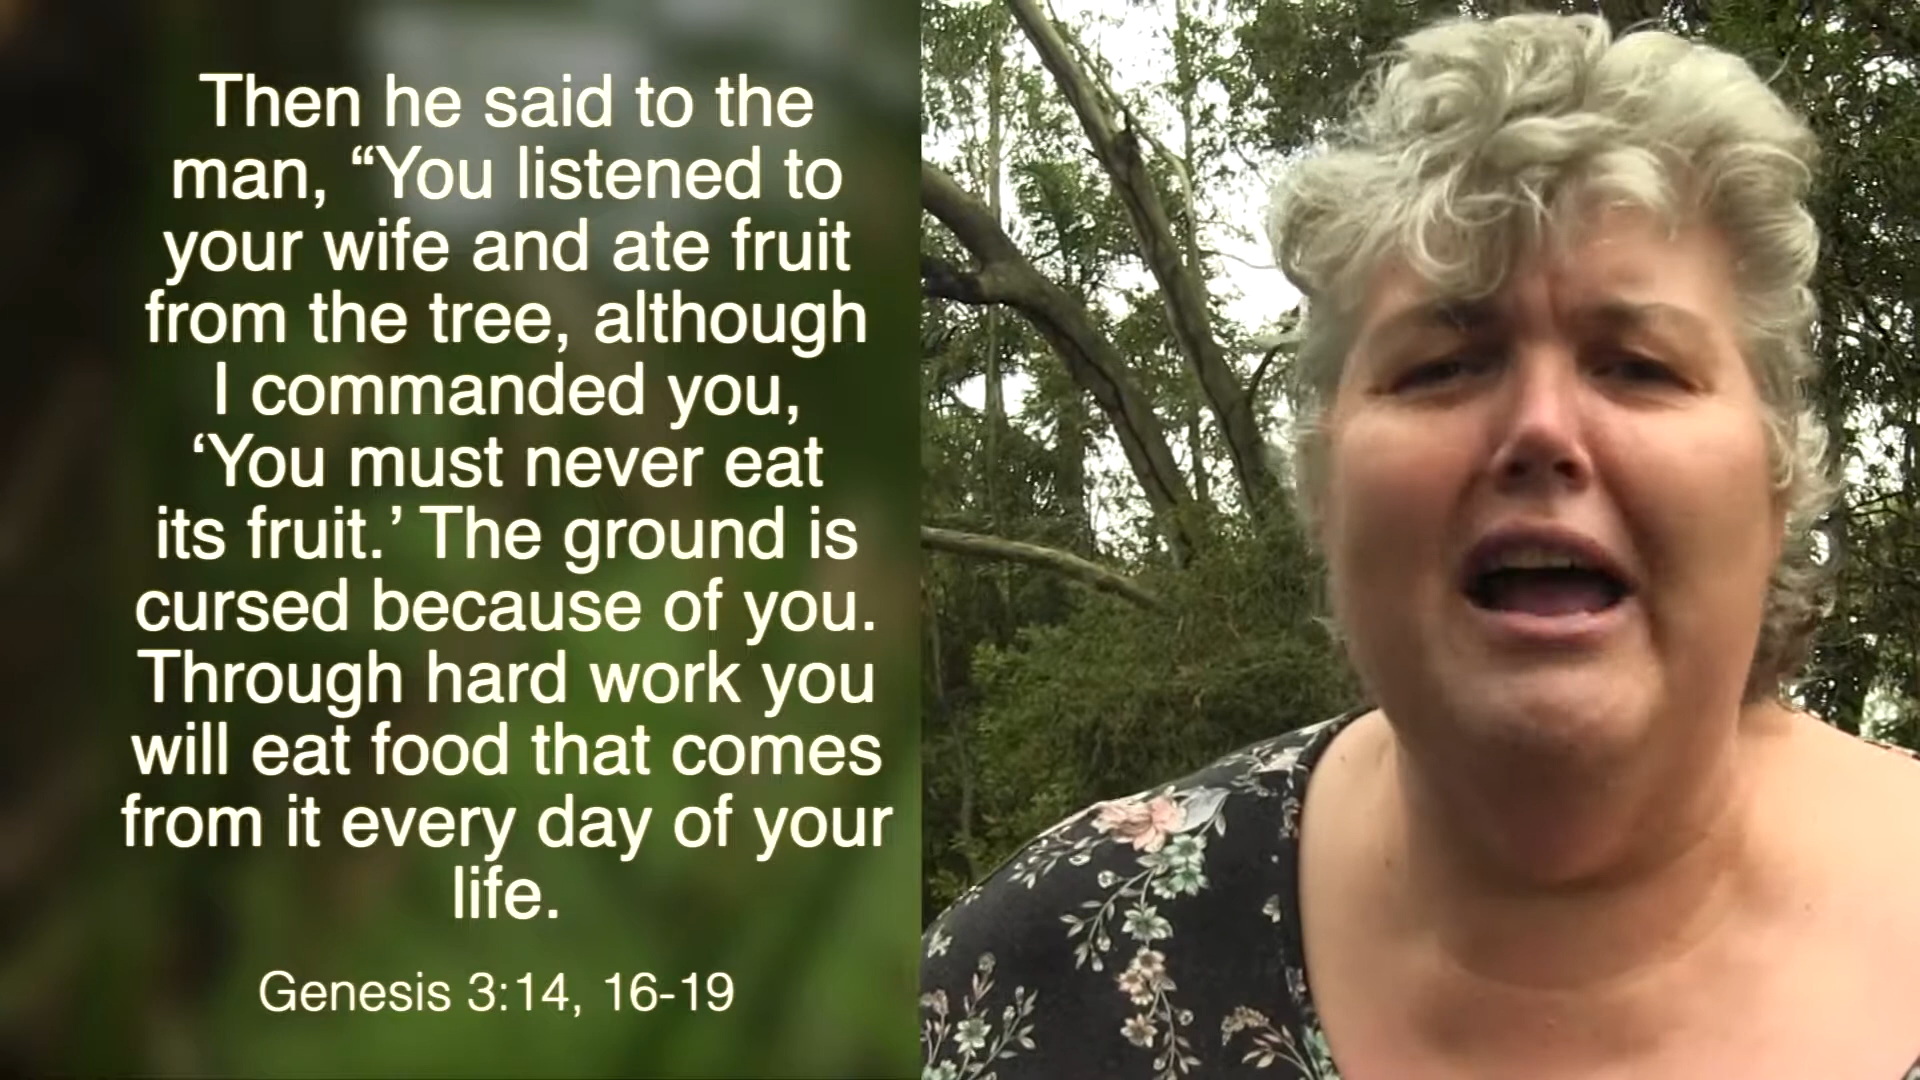 Then he said to the
man, “You listened to
your wife and ate fruit
from the tree, although
I commanded you,
‘You must never eat
its fruit.’ The ground is
cursed because of you.
Through hard work you
will eat food that comes
from it every day of your
life.
Genesis 3:14, 16-19